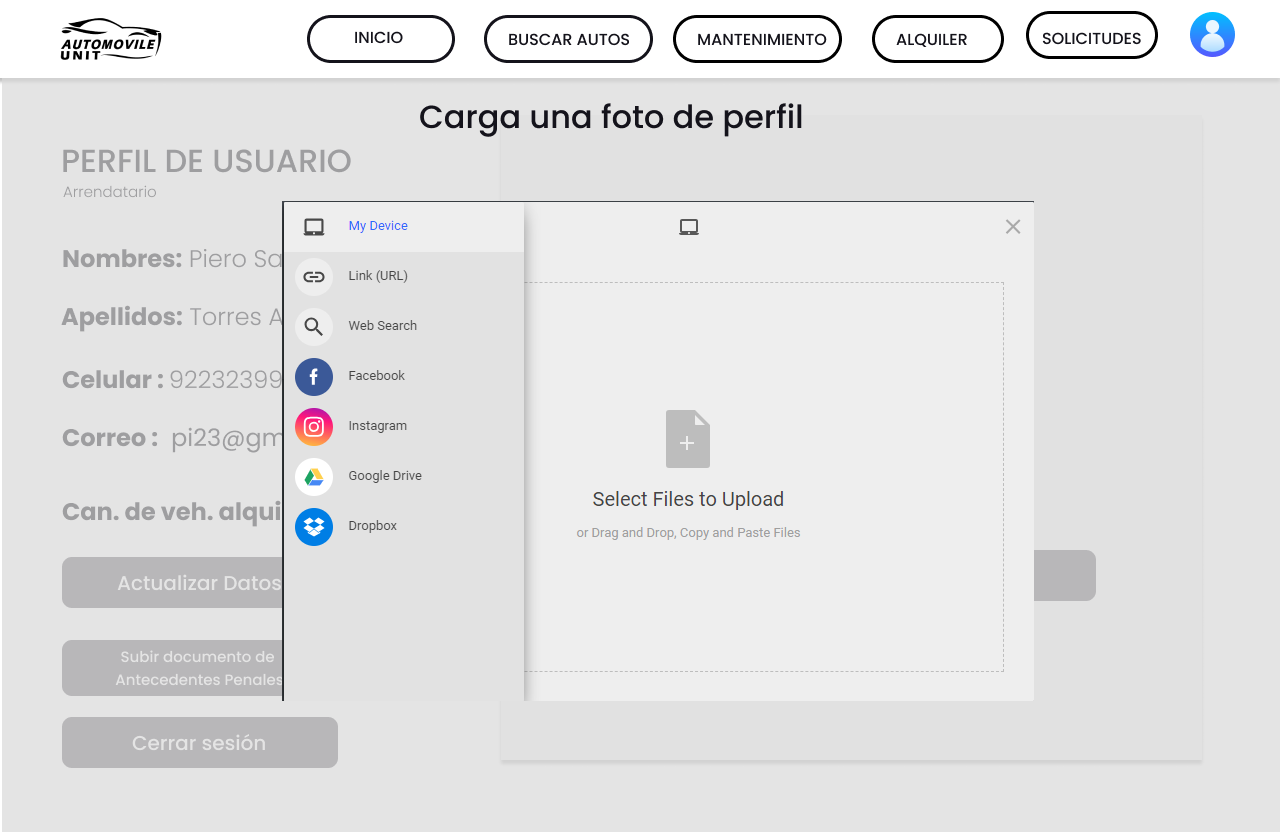 AUTOMOVILE
UNIT
INICIO
BUSCAR AUTOS
MANTENIMIENTO
ALQUILER
SOLICITUDES
Carga una foto de perfil
PERFIL DE USUARIO
Arrendatario
Nombres: Piero Sa
Apellidos: Torres A
Celular : 92232399
Correo : pi23@gm
Can. de veh. alqui
Actualizar Datos
Subir documento de
Antecedentes Penales
Cerrar sesión
My Device
Link (URL)
Web Search
Facebook
Instagram
Google Drive
Dropbox
Select Files to Upload
or Drag and Drop, Copy and Paste Files